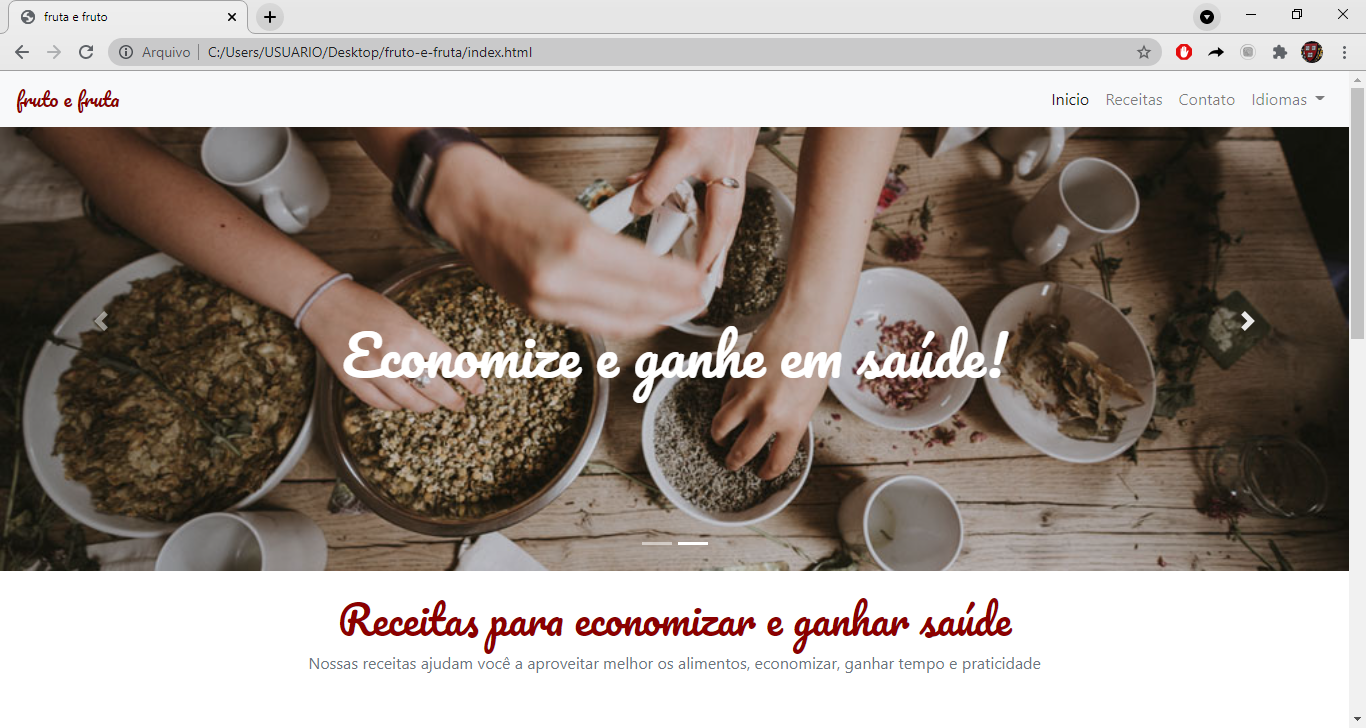 fruta e fruto
Arquivo | C:/Users/USUARIO/Desktop/fruto-e-fruta/index.html
fruto e fruta
Inicio Receitas Contato Idiomas
Economize e ganhe em saúde!
Receitas para economizar e ganhar saúde
Nossas receitas ajudam você a aproveitar melhor os alimentos, economizar, ganhar tempo e praticidade